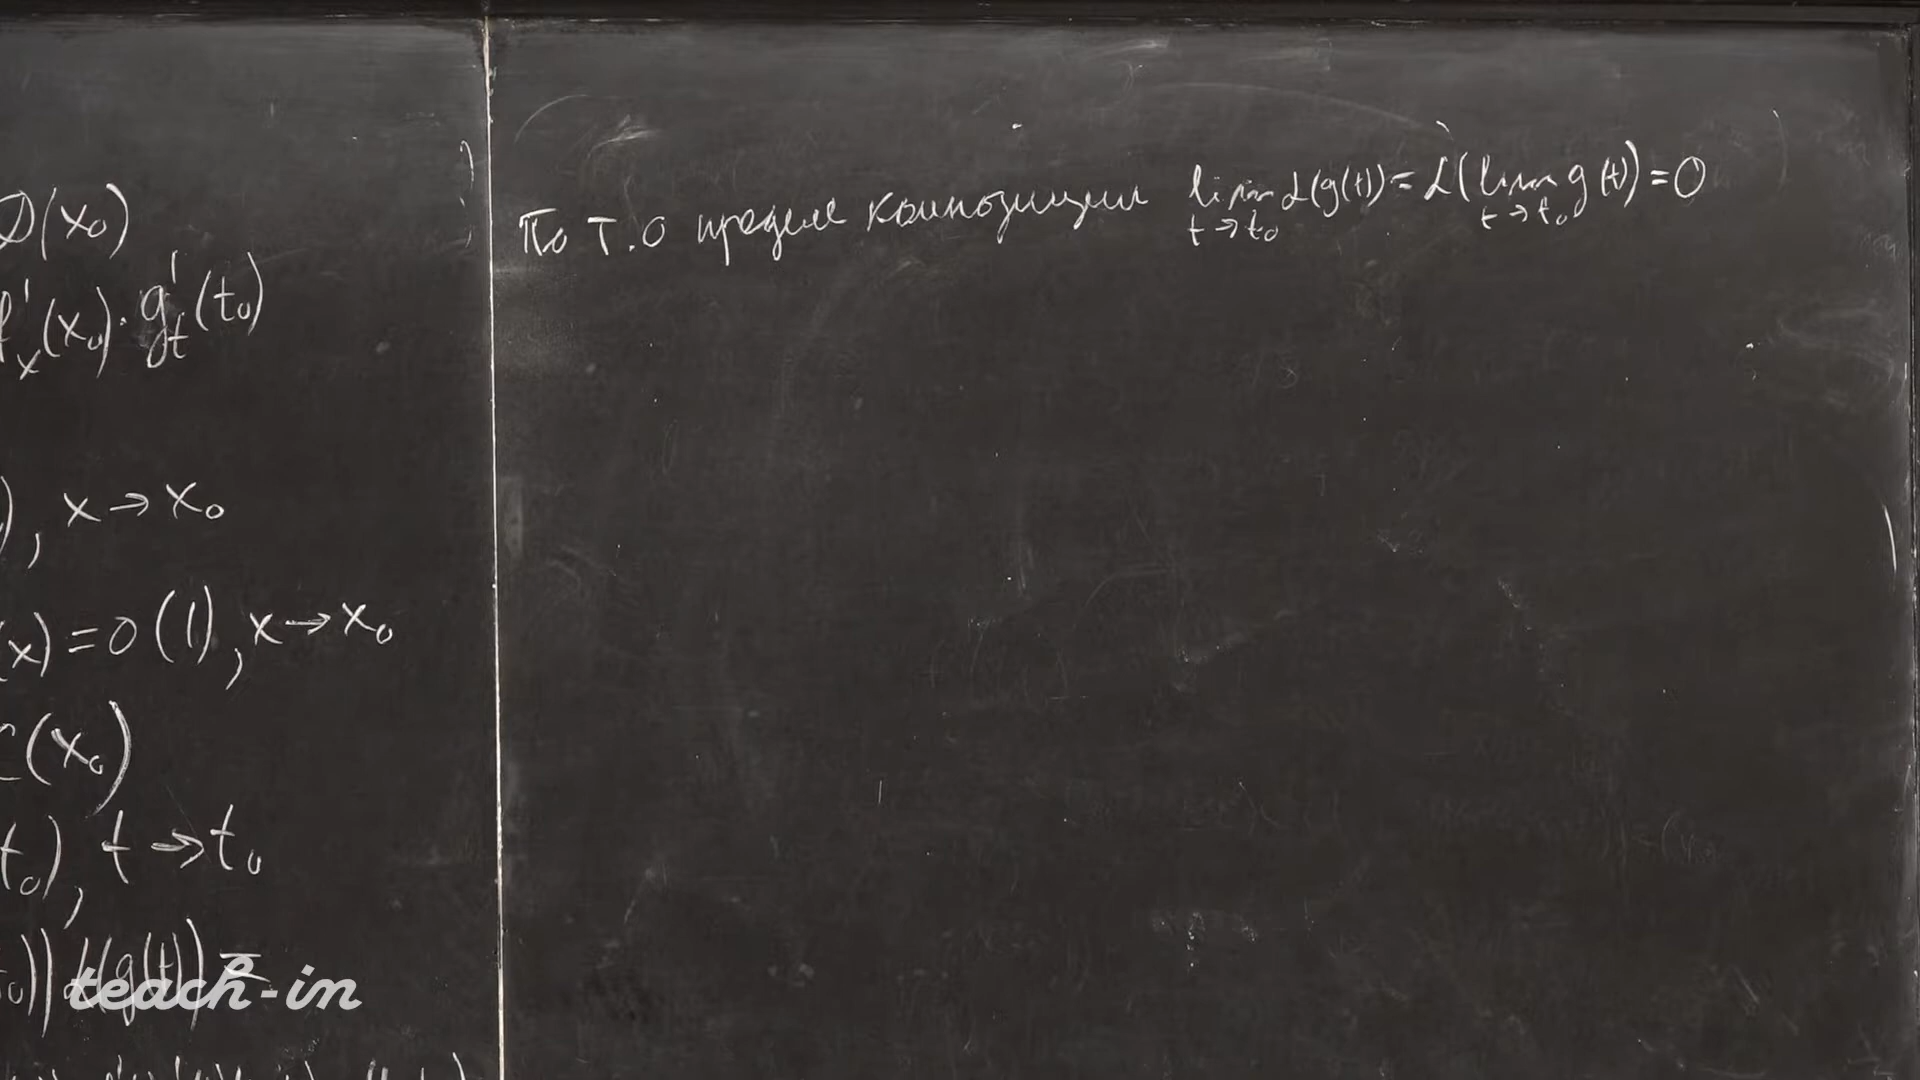 D(x₀)
f'ₓ(x₀)·g'ₜ(t₀)
), x → x₀
(x) = o(1), x → x₀
C(x₀)
t₀), t → t₀
₀)) α(g(t)) =
teach-in
По Т. о пределе композиции lim α(g(t)) = α(lim g(t)) = 0
t → t₀ t → t₀